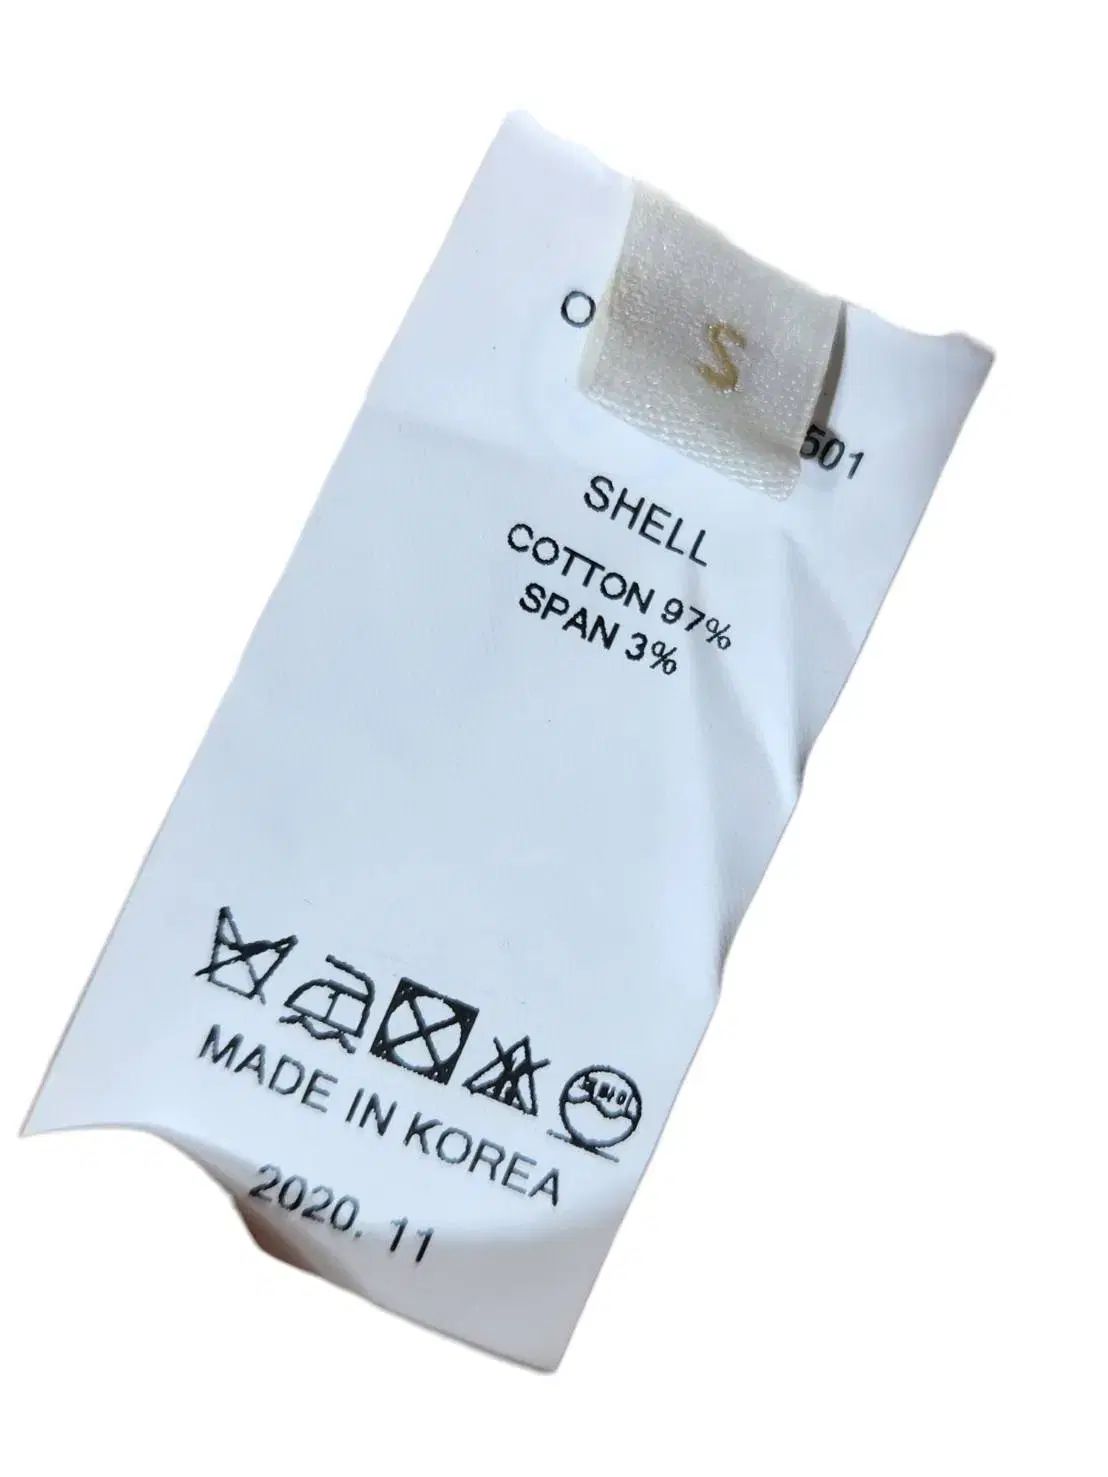 S
O
501
SHELL
COTTON 97%
SPAN 3%
MADE IN KOREA
2020. 11